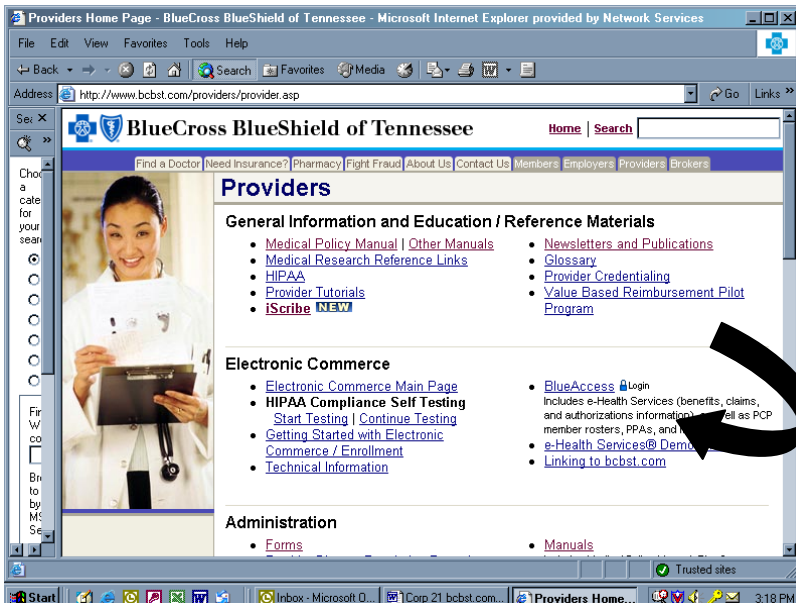 Providers Home Page - BlueCross BlueShield of Tennessee - Microsoft Internet Explorer provided by Network Services
File Edit View Favorites Tools Help
Back Search Favorites Media
Address http://www.bcbst.com/providers/provider.asp Go Links »
BlueCross BlueShield of Tennessee Home | Search
Find a Doctor Need Insurance? Pharmacy Fight Fraud About Us Contact Us Members Employers Providers Brokers
a
for
your
to
by
Providers
General Information and Education / Reference Materials
Medical Policy Manual | Other Manuals
Medical Research Reference Links
HIPAA
Provider Tutorials
iScribe NEW
Newsletters and Publications
Glossary
Provider Credentialing
Value Based Reimbursement Pilot
Program
Electronic Commerce
Electronic Commerce Main Page
HIPAA Compliance Self Testing
Start Testing | Continue Testing
Getting Started with Electronic
Commerce / Enrollment
Technical Information
BlueAccess Login
Includes e-Health Services (benefits, claims,
and authorizations information), as PCP
member rosters, PPAs, and
e-Health Services®
Linking to bcbst.com
Administration
Forms
Manuals
Trusted sites
Start Inbox - Microsoft O... Corp 21 bcbst.com... Providers Home... 3:18 PM